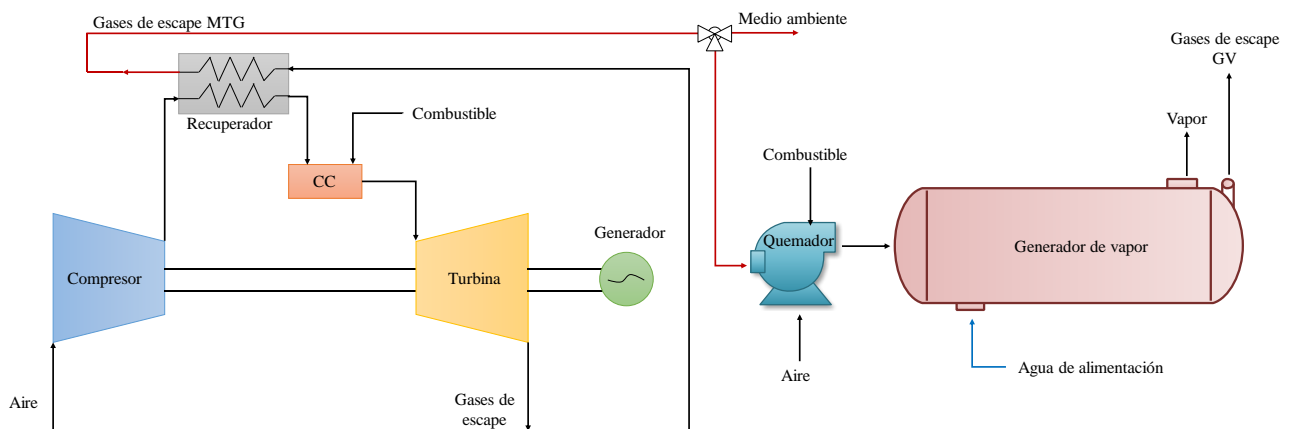 Gases de escape MTG
Medio ambiente
Gases de escape
GV
Recuperador
Combustible
Vapor
CC
Combustible
Compresor
Turbina
Generador
Quemador
Generador de vapor
Aire
Gases de
escape
Aire
Agua de alimentación